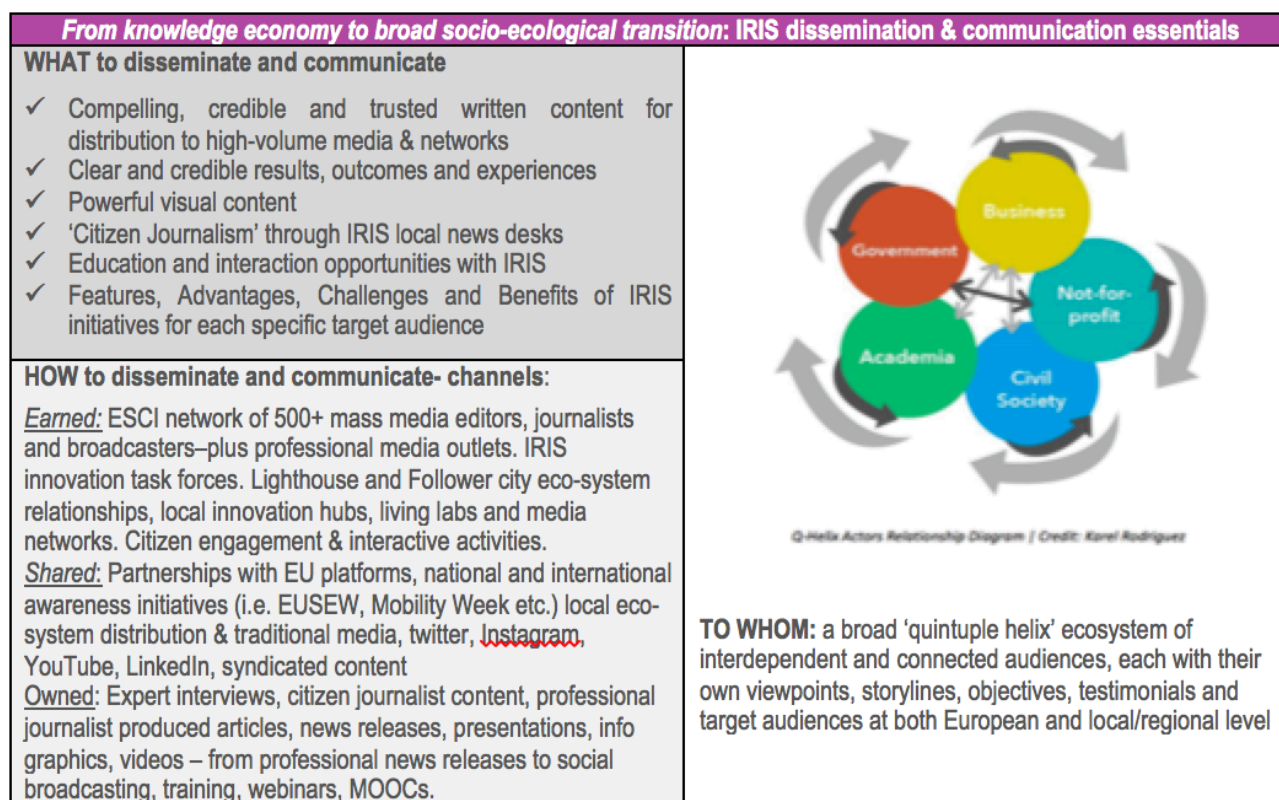 From knowledge economy to broad socio-ecological transition: IRIS dissemination & communication essentials
WHAT to disseminate and communicate
✓ Compelling, credible and trusted written content for
distribution to high-volume media & networks
✓ Clear and credible results, outcomes and experiences
✓ Powerful visual content
✓ ‘Citizen Journalism’ through IRIS local news desks
✓ Education and interaction opportunities with IRIS
✓ Features, Advantages, Challenges and Benefits of IRIS
initiatives for each specific target audience
HOW to disseminate and communicate- channels:
Earned: ESCI network of 500+ mass media editors, journalists
and broadcasters–plus professional media outlets. IRIS
innovation task forces. Lighthouse and Follower city eco-system
relationships, local innovation hubs, living labs and media
networks. Citizen engagement & interactive activities.
Shared: Partnerships with EU platforms, national and international
awareness initiatives (i.e. EUSEW, Mobility Week etc.) local eco-
system distribution & traditional media, twitter, Instagram,
YouTube, LinkedIn, syndicated content
Owned: Expert interviews, citizen journalist content, professional
journalist produced articles, news releases, presentations, info
graphics, videos – from professional news releases to social
broadcasting, training, webinars, MOOCs.
Business
Government
Not-for-
profit
Academia
Civil
Society
Q-Helix Actors Relationship Diagram | Credit: Karel Rodriguez
TO WHOM: a broad ‘quintuple helix’ ecosystem of
interdependent and connected audiences, each with their
own viewpoints, storylines, objectives, testimonials and
target audiences at both European and local/regional level